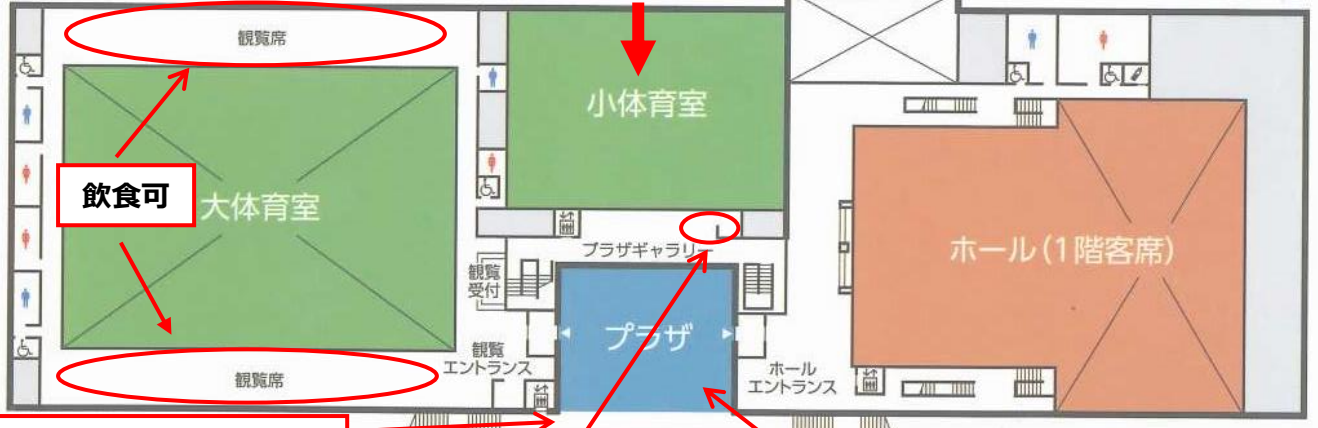 観覧席
小体育室
飲食可
大体育室
プラザギャラリー
観覧
受付
ホール(1階客席)
プラザ
観覧
エントランス
ホール
エントランス
観覧席